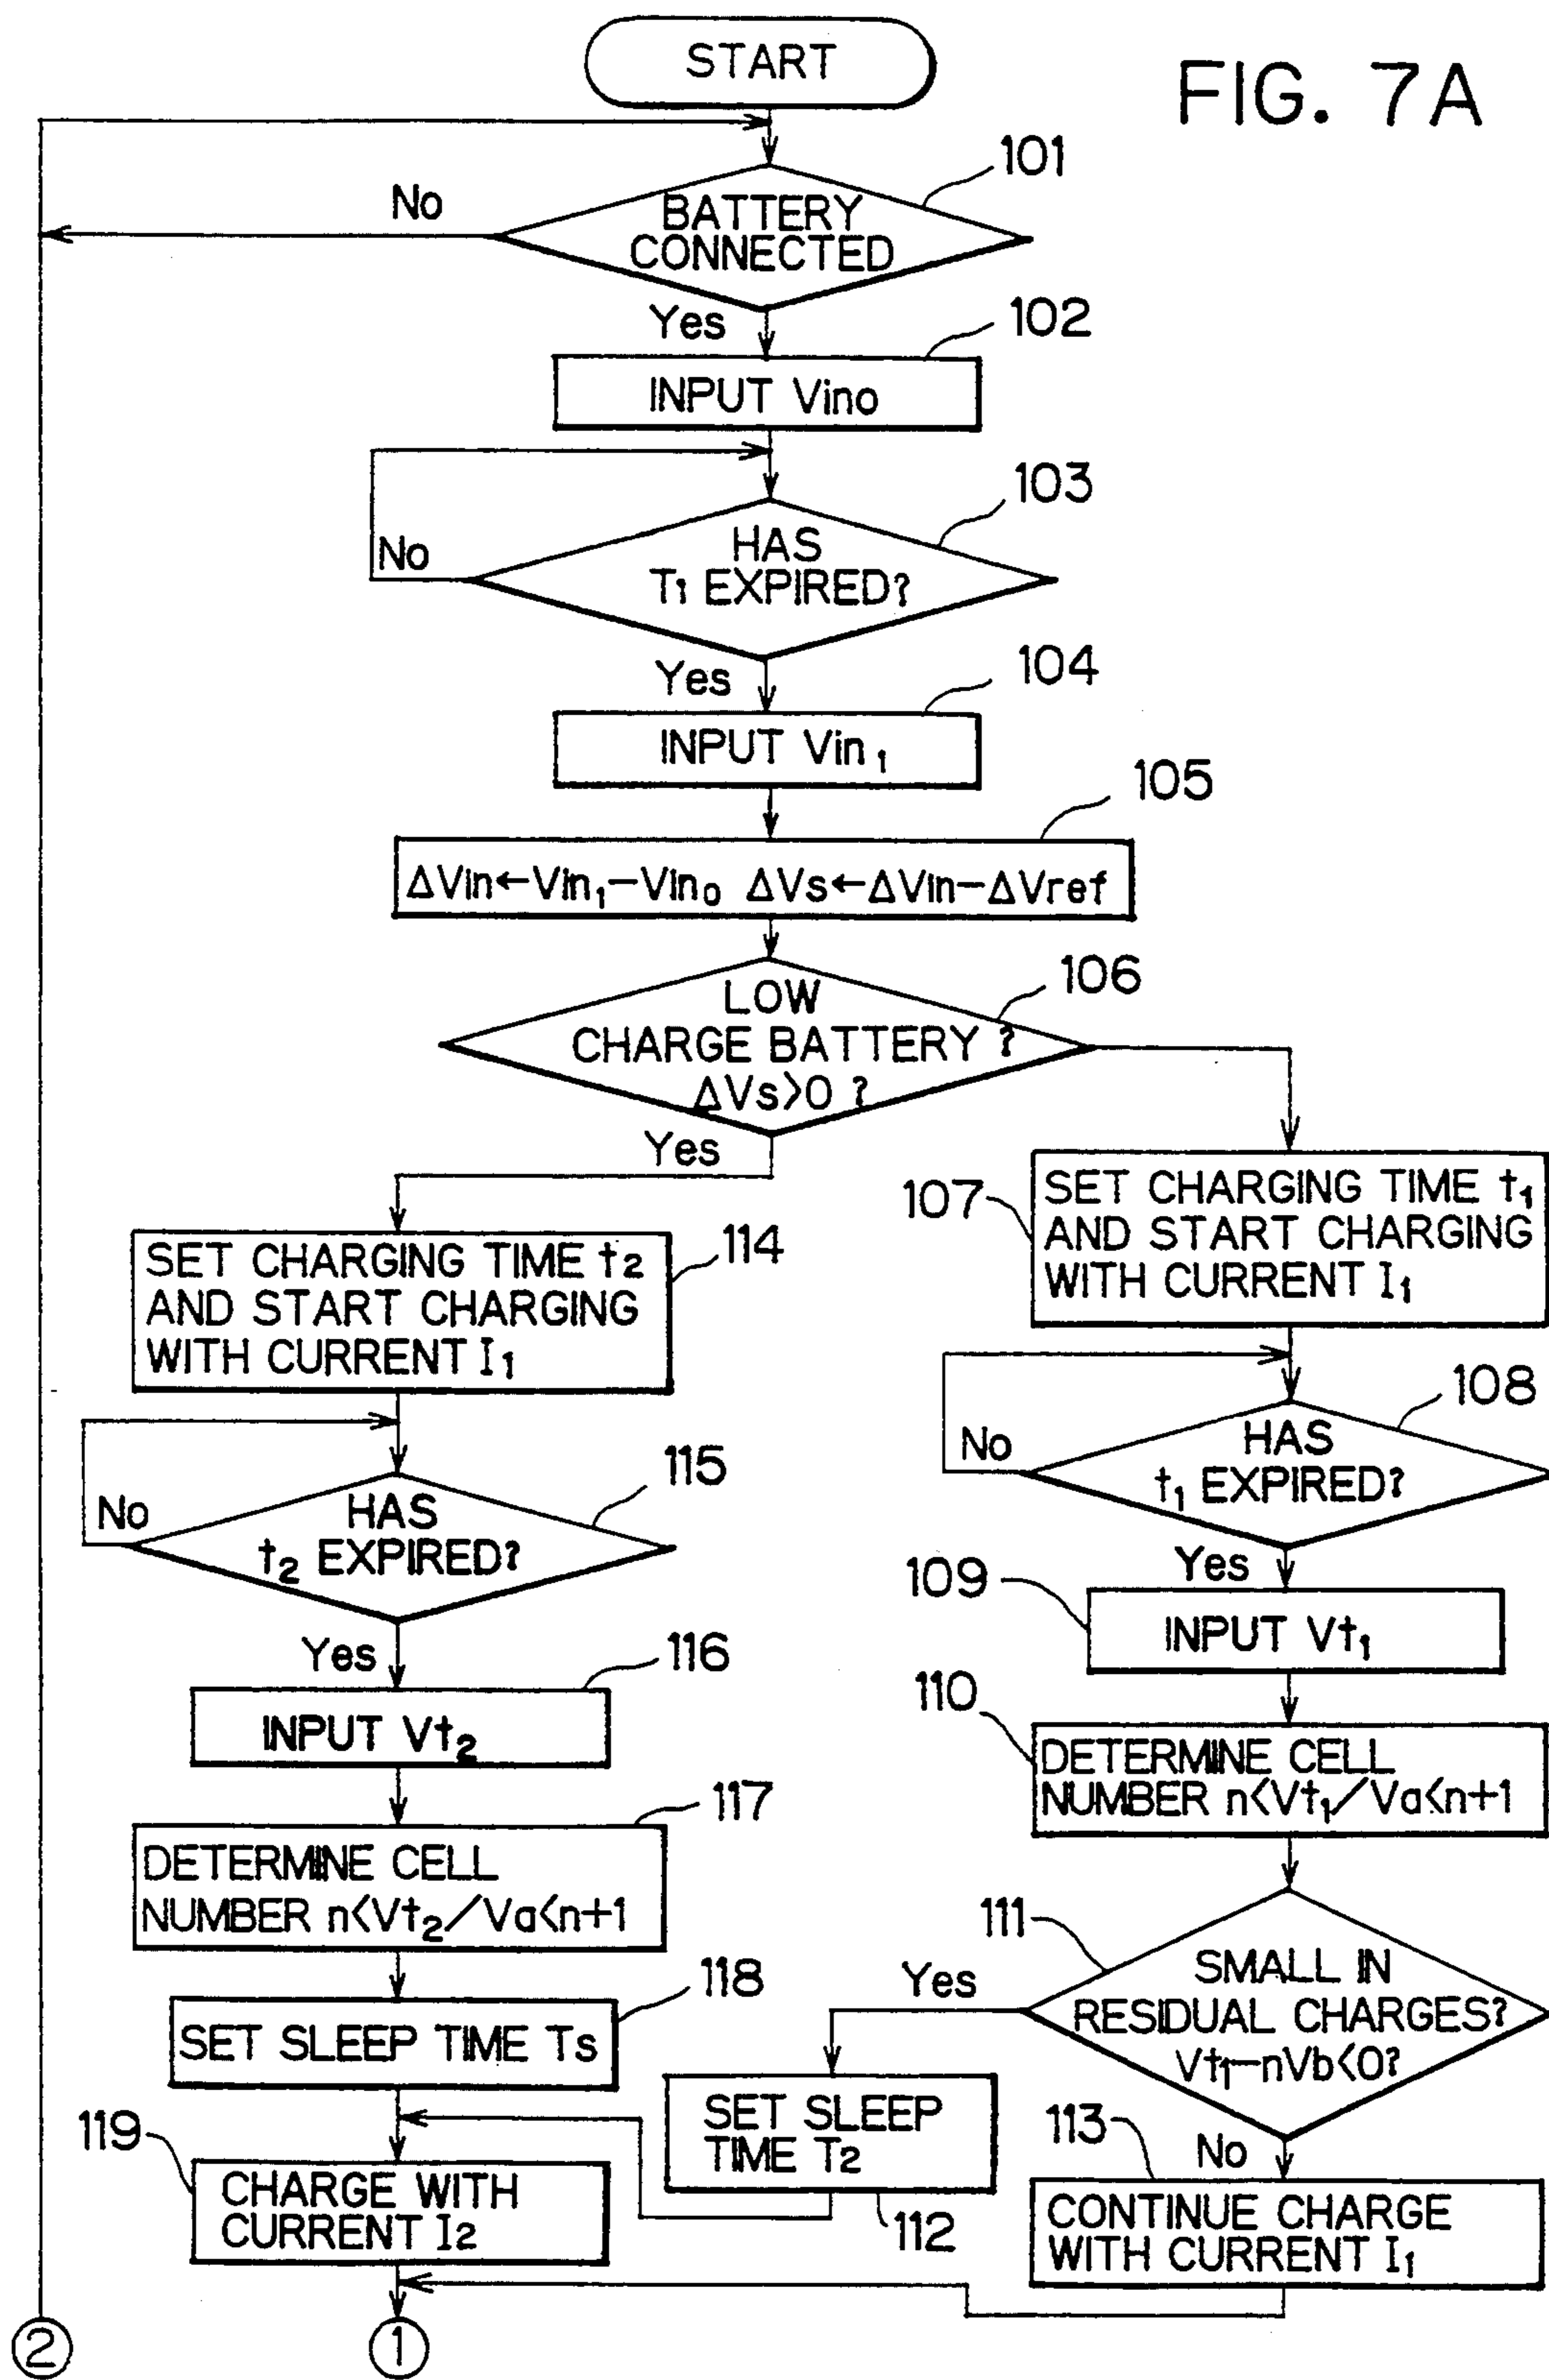 START
FIG. 7A
101
No
BATTERY
CONNECTED
Yes
102
INPUT Vin₀
103
No
HAS
T₁ EXPIRED?
Yes
104
INPUT Vin₁
105
ΔVin←Vin₁−Vin₀ ΔVs←ΔVin−ΔVref
106
LOW
CHARGE BATTERY ?
ΔVs>0 ?
Yes
107
SET CHARGING TIME t₁
AND START CHARGING
WITH CURRENT I₁
114
SET CHARGING TIME t₂
AND START CHARGING
WITH CURRENT I₁
108
No
HAS
t₁ EXPIRED?
Yes
115
No
HAS
t₂ EXPIRED?
Yes
109
INPUT Vt₁
116
INPUT Vt₂
110
DETERMINE CELL
NUMBER n<Vt₁/Va<n+1
117
DETERMINE CELL
NUMBER n<Vt₂/Va<n+1
111
Yes
SMALL IN
RESIDUAL CHARGES?
Vt₁−nVb<0?
No
118
SET SLEEP TIME Ts
SET SLEEP
TIME T₂
112
113
CONTINUE CHARGE
WITH CURRENT I₁
119
CHARGE WITH
CURRENT I₂
2
1